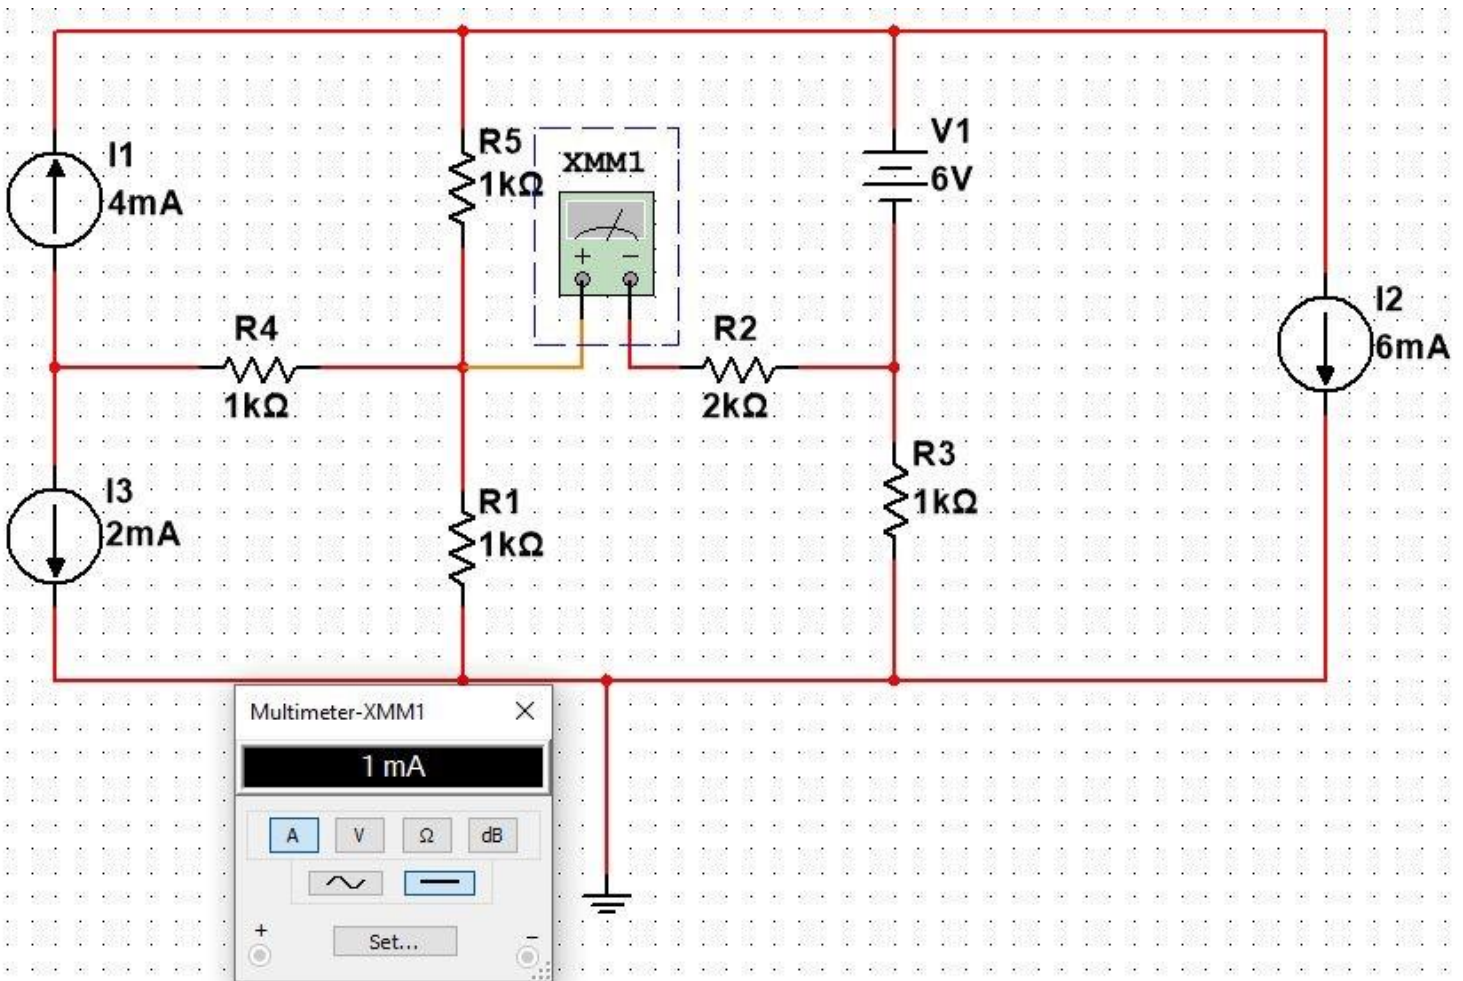 R5
1kΩ
XMM1
+ −
V1
6V
I1
4mA
I2
6mA
R4
1kΩ
R2
2kΩ
R3
1kΩ
I3
2mA
R1
1kΩ
Multimeter-XMM1
1 mA
A V Ω dB
+ −
Set...